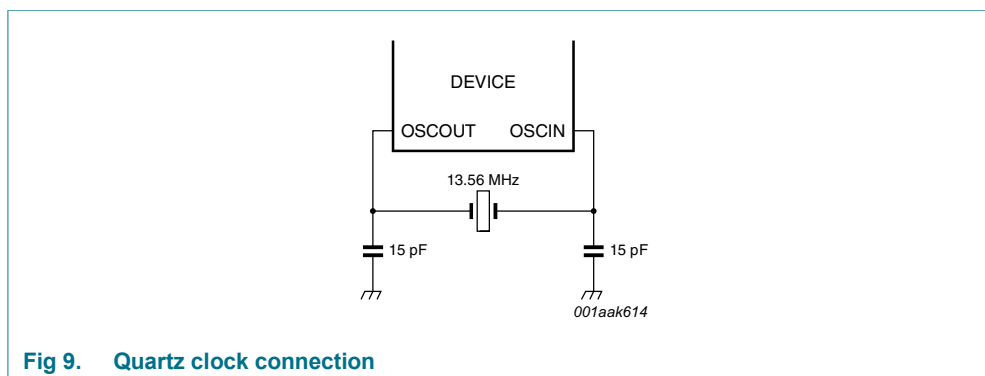 DEVICE
OSCOUT OSCIN
13.56 MHz
15 pF 15 pF
001aak614
Fig 9. Quartz clock connection